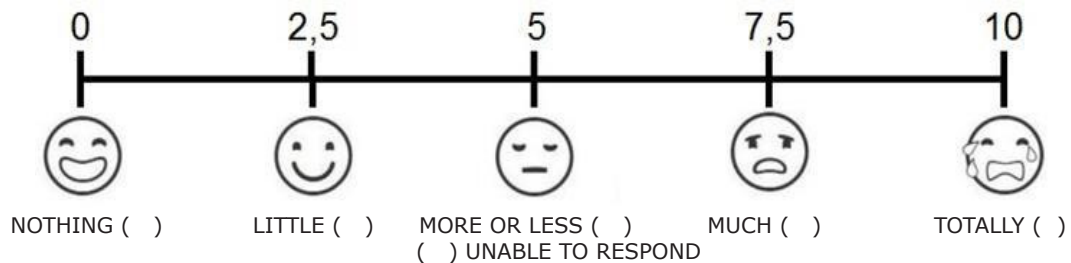 0 2,5 5 7,5 10
NOTHING (  ) LITTLE (  ) MORE OR LESS (  ) MUCH (  ) TOTALLY (  )
(  ) UNABLE TO RESPOND